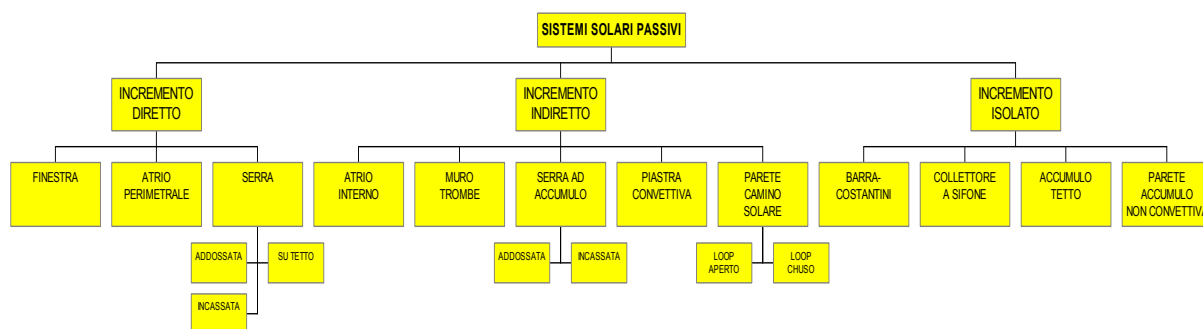 SISTEMI SOLARI PASSIVI
INCREMENTO
DIRETTO
INCREMENTO
INDIRETTO
INCREMENTO
ISOLATO
FINESTRA
ATRIO
PERIMETRALE
SERRA
ATRIO
INTERNO
MURO
TROMBE
SERRA AD
ACCUMULO
PIASTRA
CONVETTIVA
PARETE
CAMINO
SOLARE
BARRA-
COSTANTINI
COLLETTORE
A SIFONE
ACCUMULO
TETTO
PARETE
ACCUMULO
NON CONVETTIVA
ADDOSSATA
SU TETTO
INCASSATA
ADDOSSATA
INCASSATA
LOOP
APERTO
LOOP
CHUSO